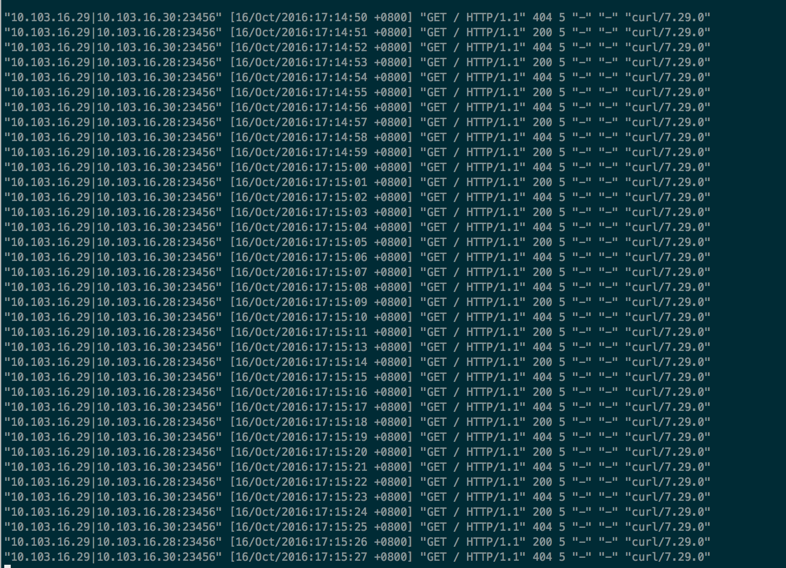 "10.103.16.29|10.103.16.30:23456" [16/Oct/2016:17:14:50 +0800] "GET / HTTP/1.1" 404 5 "-" "-" "curl/7.29.0"
"10.103.16.29|10.103.16.28:23456" [16/Oct/2016:17:14:51 +0800] "GET / HTTP/1.1" 200 5 "-" "-" "curl/7.29.0"
"10.103.16.29|10.103.16.30:23456" [16/Oct/2016:17:14:52 +0800] "GET / HTTP/1.1" 404 5 "-" "-" "curl/7.29.0"
"10.103.16.29|10.103.16.28:23456" [16/Oct/2016:17:14:53 +0800] "GET / HTTP/1.1" 200 5 "-" "-" "curl/7.29.0"
"10.103.16.29|10.103.16.30:23456" [16/Oct/2016:17:14:54 +0800] "GET / HTTP/1.1" 404 5 "-" "-" "curl/7.29.0"
"10.103.16.29|10.103.16.28:23456" [16/Oct/2016:17:14:55 +0800] "GET / HTTP/1.1" 200 5 "-" "-" "curl/7.29.0"
"10.103.16.29|10.103.16.30:23456" [16/Oct/2016:17:14:56 +0800] "GET / HTTP/1.1" 404 5 "-" "-" "curl/7.29.0"
"10.103.16.29|10.103.16.28:23456" [16/Oct/2016:17:14:57 +0800] "GET / HTTP/1.1" 200 5 "-" "-" "curl/7.29.0"
"10.103.16.29|10.103.16.30:23456" [16/Oct/2016:17:14:58 +0800] "GET / HTTP/1.1" 404 5 "-" "-" "curl/7.29.0"
"10.103.16.29|10.103.16.28:23456" [16/Oct/2016:17:14:59 +0800] "GET / HTTP/1.1" 200 5 "-" "-" "curl/7.29.0"
"10.103.16.29|10.103.16.30:23456" [16/Oct/2016:17:15:00 +0800] "GET / HTTP/1.1" 404 5 "-" "-" "curl/7.29.0"
"10.103.16.29|10.103.16.28:23456" [16/Oct/2016:17:15:01 +0800] "GET / HTTP/1.1" 200 5 "-" "-" "curl/7.29.0"
"10.103.16.29|10.103.16.30:23456" [16/Oct/2016:17:15:02 +0800] "GET / HTTP/1.1" 404 5 "-" "-" "curl/7.29.0"
"10.103.16.29|10.103.16.28:23456" [16/Oct/2016:17:15:03 +0800] "GET / HTTP/1.1" 200 5 "-" "-" "curl/7.29.0"
"10.103.16.29|10.103.16.30:23456" [16/Oct/2016:17:15:04 +0800] "GET / HTTP/1.1" 404 5 "-" "-" "curl/7.29.0"
"10.103.16.29|10.103.16.28:23456" [16/Oct/2016:17:15:05 +0800] "GET / HTTP/1.1" 200 5 "-" "-" "curl/7.29.0"
"10.103.16.29|10.103.16.30:23456" [16/Oct/2016:17:15:06 +0800] "GET / HTTP/1.1" 404 5 "-" "-" "curl/7.29.0"
"10.103.16.29|10.103.16.28:23456" [16/Oct/2016:17:15:07 +0800] "GET / HTTP/1.1" 200 5 "-" "-" "curl/7.29.0"
"10.103.16.29|10.103.16.30:23456" [16/Oct/2016:17:15:08 +0800] "GET / HTTP/1.1" 404 5 "-" "-" "curl/7.29.0"
"10.103.16.29|10.103.16.28:23456" [16/Oct/2016:17:15:09 +0800] "GET / HTTP/1.1" 200 5 "-" "-" "curl/7.29.0"
"10.103.16.29|10.103.16.30:23456" [16/Oct/2016:17:15:10 +0800] "GET / HTTP/1.1" 404 5 "-" "-" "curl/7.29.0"
"10.103.16.29|10.103.16.28:23456" [16/Oct/2016:17:15:11 +0800] "GET / HTTP/1.1" 200 5 "-" "-" "curl/7.29.0"
"10.103.16.29|10.103.16.30:23456" [16/Oct/2016:17:15:13 +0800] "GET / HTTP/1.1" 404 5 "-" "-" "curl/7.29.0"
"10.103.16.29|10.103.16.28:23456" [16/Oct/2016:17:15:14 +0800] "GET / HTTP/1.1" 200 5 "-" "-" "curl/7.29.0"
"10.103.16.29|10.103.16.30:23456" [16/Oct/2016:17:15:15 +0800] "GET / HTTP/1.1" 404 5 "-" "-" "curl/7.29.0"
"10.103.16.29|10.103.16.28:23456" [16/Oct/2016:17:15:16 +0800] "GET / HTTP/1.1" 200 5 "-" "-" "curl/7.29.0"
"10.103.16.29|10.103.16.30:23456" [16/Oct/2016:17:15:17 +0800] "GET / HTTP/1.1" 404 5 "-" "-" "curl/7.29.0"
"10.103.16.29|10.103.16.28:23456" [16/Oct/2016:17:15:18 +0800] "GET / HTTP/1.1" 200 5 "-" "-" "curl/7.29.0"
"10.103.16.29|10.103.16.30:23456" [16/Oct/2016:17:15:19 +0800] "GET / HTTP/1.1" 404 5 "-" "-" "curl/7.29.0"
"10.103.16.29|10.103.16.28:23456" [16/Oct/2016:17:15:20 +0800] "GET / HTTP/1.1" 200 5 "-" "-" "curl/7.29.0"
"10.103.16.29|10.103.16.30:23456" [16/Oct/2016:17:15:21 +0800] "GET / HTTP/1.1" 404 5 "-" "-" "curl/7.29.0"
"10.103.16.29|10.103.16.28:23456" [16/Oct/2016:17:15:22 +0800] "GET / HTTP/1.1" 200 5 "-" "-" "curl/7.29.0"
"10.103.16.29|10.103.16.30:23456" [16/Oct/2016:17:15:23 +0800] "GET / HTTP/1.1" 404 5 "-" "-" "curl/7.29.0"
"10.103.16.29|10.103.16.28:23456" [16/Oct/2016:17:15:24 +0800] "GET / HTTP/1.1" 200 5 "-" "-" "curl/7.29.0"
"10.103.16.29|10.103.16.30:23456" [16/Oct/2016:17:15:25 +0800] "GET / HTTP/1.1" 404 5 "-" "-" "curl/7.29.0"
"10.103.16.29|10.103.16.28:23456" [16/Oct/2016:17:15:26 +0800] "GET / HTTP/1.1" 200 5 "-" "-" "curl/7.29.0"
"10.103.16.29|10.103.16.30:23456" [16/Oct/2016:17:15:27 +0800] "GET / HTTP/1.1" 404 5 "-" "-" "curl/7.29.0"